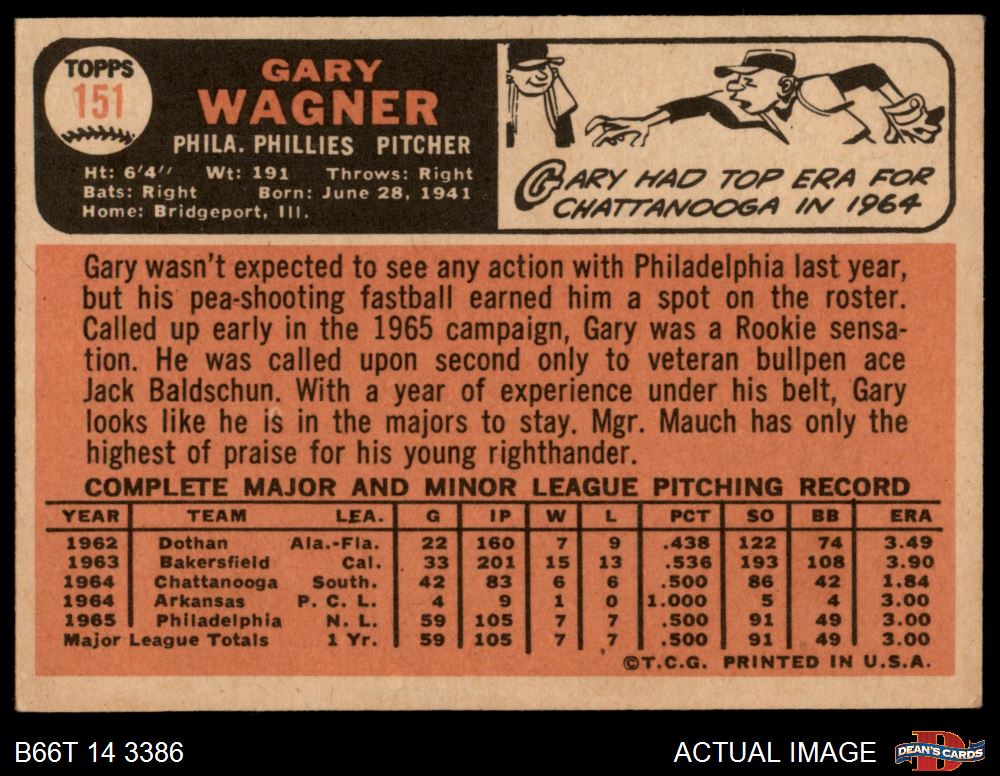 TOPPS
151
GARY
WAGNER
PHILA. PHILLIES PITCHER
Ht: 6'4" Wt: 191 Throws: Right
Bats: Right Born: June 28, 1941
Home: Bridgeport, Ill.
GARY HAD TOP ERA FOR
CHATTANOOGA IN 1964
Gary wasn't expected to see any action with Philadelphia last year,
but his pea-shooting fastball earned him a spot on the roster.
Called up early in the 1965 campaign, Gary was a Rookie sensa-
tion. He was called upon second only to veteran bullpen ace
Jack Baldschun. With a year of experience under his belt, Gary
looks like he is in the majors to stay. Mgr. Mauch has only the
highest of praise for his young righthander.
COMPLETE MAJOR AND MINOR LEAGUE PITCHING RECORD
YEAR TEAM LEA. G IP W L PCT SO BB ERA
1962 Dothan Ala.-Fla. 22 160 7 9 .438 122 74 3.49
1963 Bakersfield Cal. 33 201 15 13 .536 193 108 3.90
1964 Chattanooga South. 42 83 6 6 .500 86 42 1.84
1964 Arkansas P. C. L. 4 9 1 0 1.000 5 4 3.00
1965 Philadelphia N. L. 59 105 7 7 .500 91 49 3.00
Major League Totals 1 Yr. 59 105 7 7 .500 91 49 3.00
©T.C.G. PRINTED IN U.S.A.
B66T 14 3386
ACTUAL IMAGE
D
DEAN'S CARDS